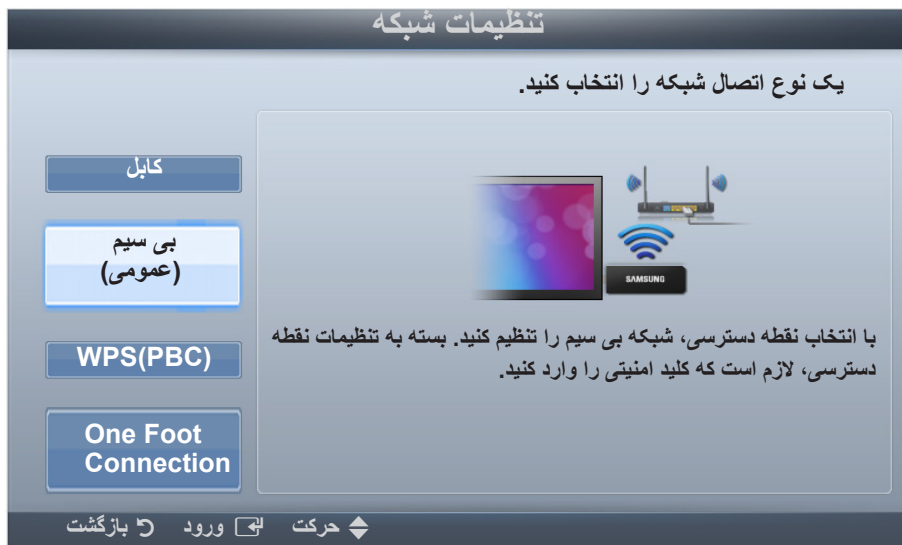 تنظیمات شبکه
یک نوع اتصال شبکه را انتخاب کنید.
کابل
بی سیم
(عمومی)
WPS(PBC)
One Foot
Connection
SAMSUNG
با انتخاب نقطه دسترسی، شبکه بی سیم را تنظیم کنید. بسته به تنظیمات نقطه
دسترسی، لازم است که کلید امنیتی را وارد کنید.
حرکت ورود بازگشت